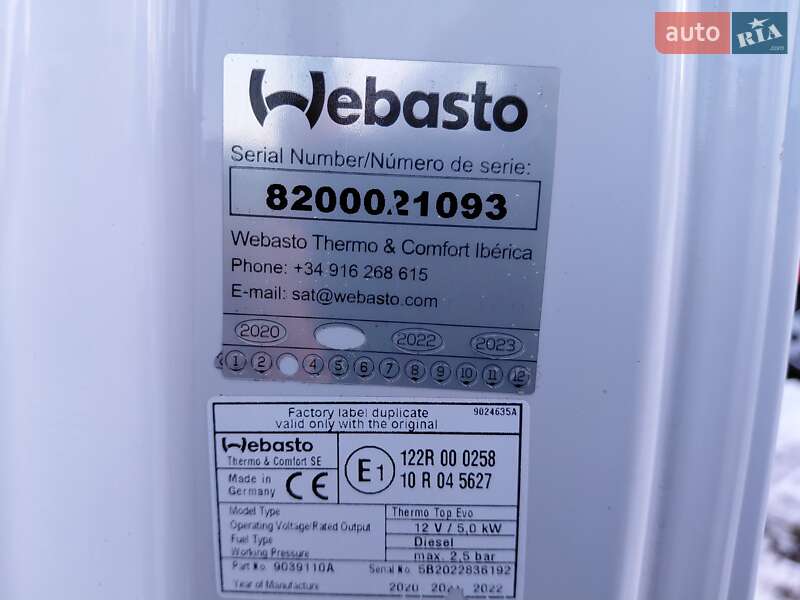 auto RIA.com
Webasto
Serial Number/Número de serie:
8200021093
Webasto Thermo & Comfort Ibérica
Phone: +34 916 268 615
E-mail: sat@webasto.com
2020 2022 2023
1 2 4 5 6 7 8 9 10 11 12
Factory label duplicate 9024635A
valid only with the original
Webasto
Thermo & Comfort SE
Made in Germany CE
E1 122R 00 0258
10 R 04 5627
Model Type Thermo Top Evo
Operating Voltage/Rated Output 12 V / 5,0 kW
Fuel Type Diesel
Working Pressure max. 2,5 bar
Part No. 9039110A Serial No. 5B2022836192
Year of Manufacture 2020 2022